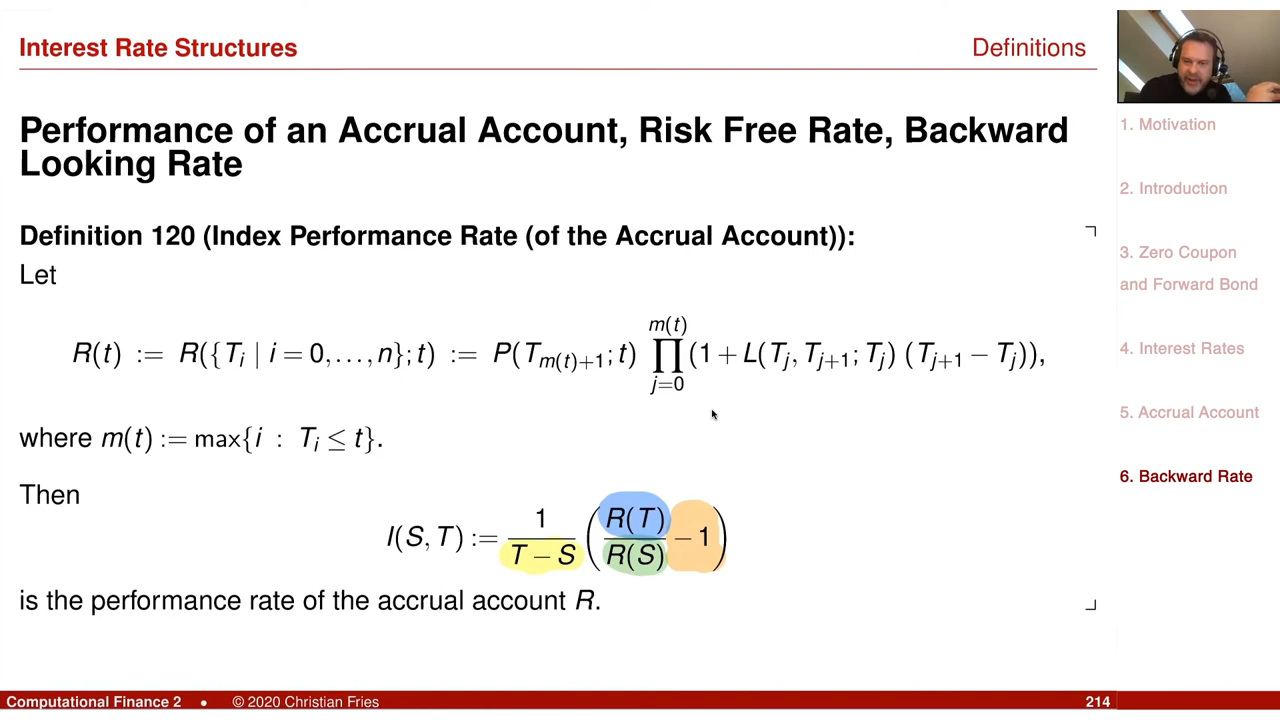 Interest Rate Structures
Definitions
Performance of an Accrual Account, Risk Free Rate, Backward
Looking Rate
Definition 120 (Index Performance Rate (of the Accrual Account)):
Let
R(t) := R({T_i | i = 0, . . . , n}; t) := P(T_{m(t)+1}; t) ∏_{j=0}^{m(t)} (1 + L(T_j, T_{j+1}; T_j) (T_{j+1} − T_j)),
where m(t) := max{i : T_i ≤ t}.
Then
I(S, T) := \frac{1}{T − S} ( \frac{R(T)}{R(S)} − 1 )
is the performance rate of the accrual account R.
1. Motivation
2. Introduction
3. Zero Coupon
and Forward Bond
4. Interest Rates
5. Accrual Account
6. Backward Rate
Computational Finance 2 • © 2020 Christian Fries
214